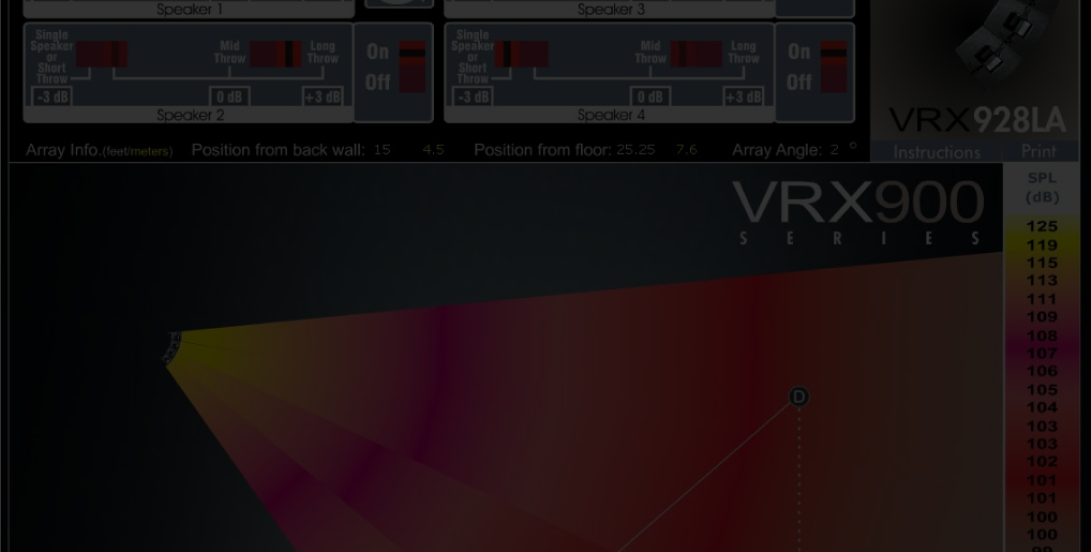 Speaker 1
Speaker 3
Single Speaker or Short Throw
Mid Throw
Long Throw
On
Off
-3 dB
0 dB
+3 dB
Speaker 2
Single Speaker or Short Throw
Mid Throw
Long Throw
On
Off
-3 dB
0 dB
+3 dB
Speaker 4
VRX928LA
Array Info.(feet/meters) Position from back wall: 15 4.5 Position from floor: 25.25 7.6 Array Angle: 2 °
Instructions Print
VRX900
SERIES
SPL
(dB)
125
119
115
113
111
109
108
107
106
105
104
103
103
102
101
101
100
100
99
D